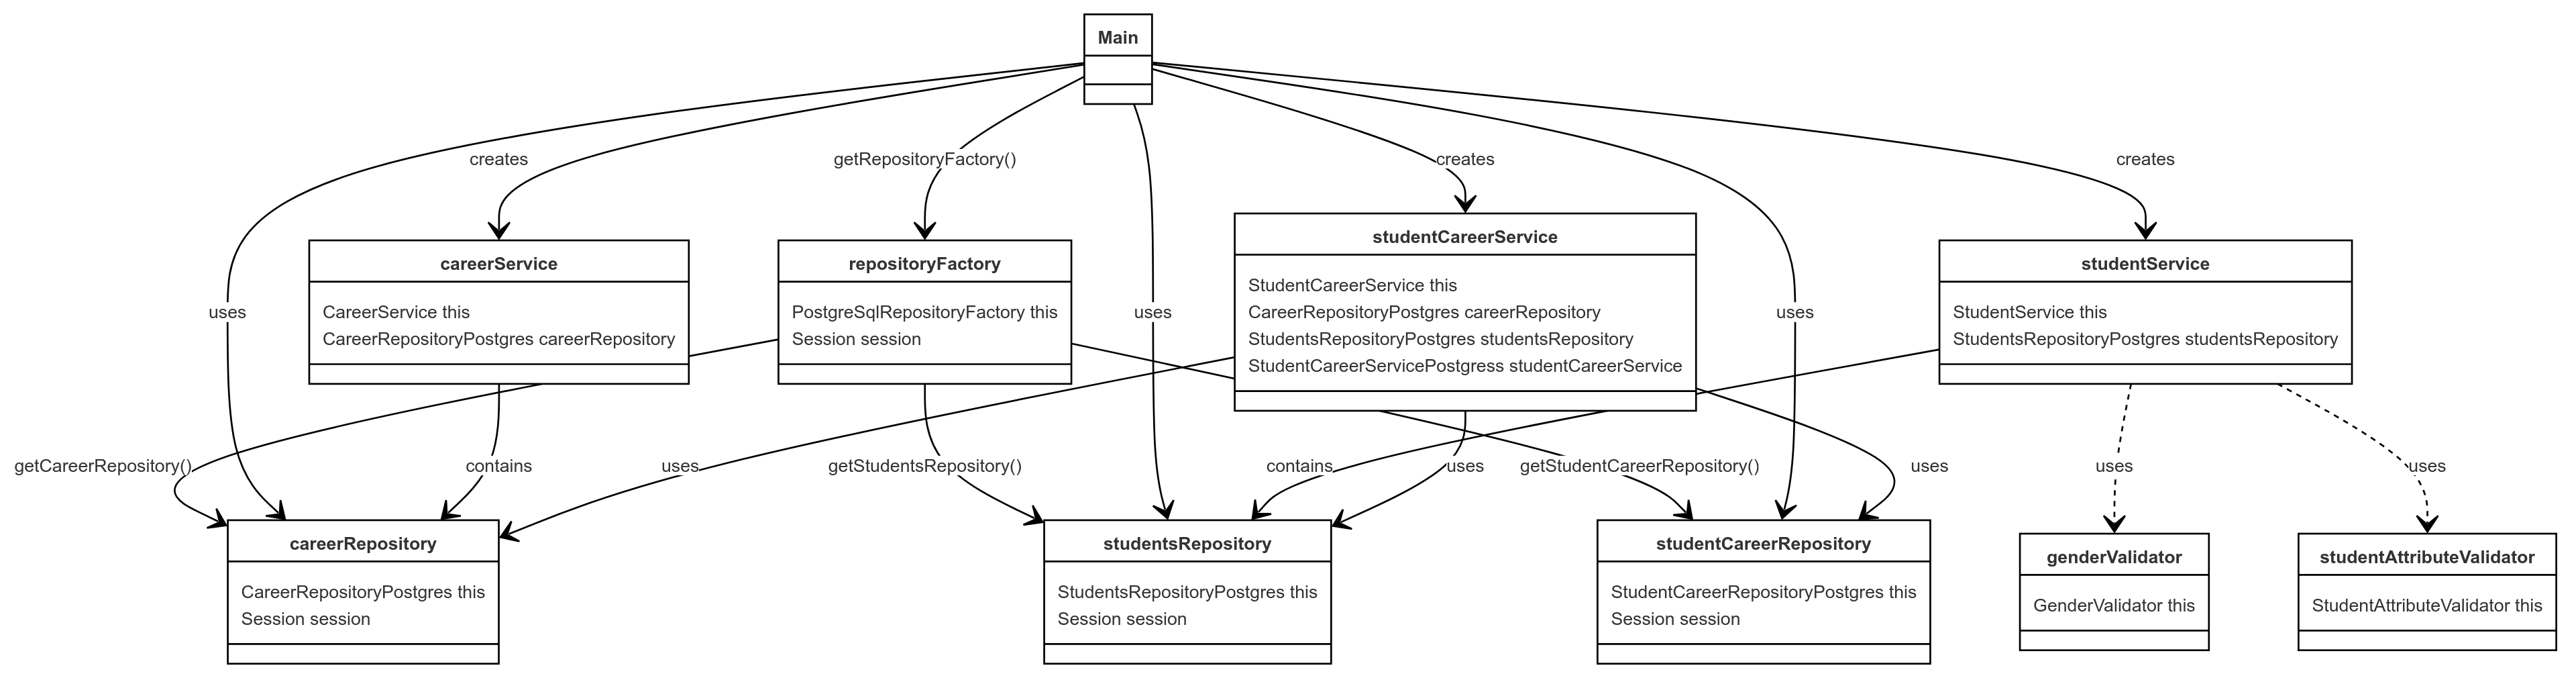 Main
creates
getRepositoryFactory()
creates
creates
careerService
CareerService this
CareerRepositoryPostgres careerRepository
repositoryFactory
PostgreSqlRepositoryFactory this
Session session
studentCareerService
StudentCareerService this
CareerRepositoryPostgres careerRepository
StudentsRepositoryPostgres studentsRepository
StudentCareerServicePostgress studentCareerService
studentService
StudentService this
StudentsRepositoryPostgres studentsRepository
uses
uses
uses
getCareerRepository()
contains
uses
getStudentsRepository()
contains
uses
getStudentCareerRepository()
uses
uses
uses
careerRepository
CareerRepositoryPostgres this
Session session
studentsRepository
StudentsRepositoryPostgres this
Session session
studentCareerRepository
StudentCareerRepositoryPostgres this
Session session
genderValidator
GenderValidator this
studentAttributeValidator
StudentAttributeValidator this